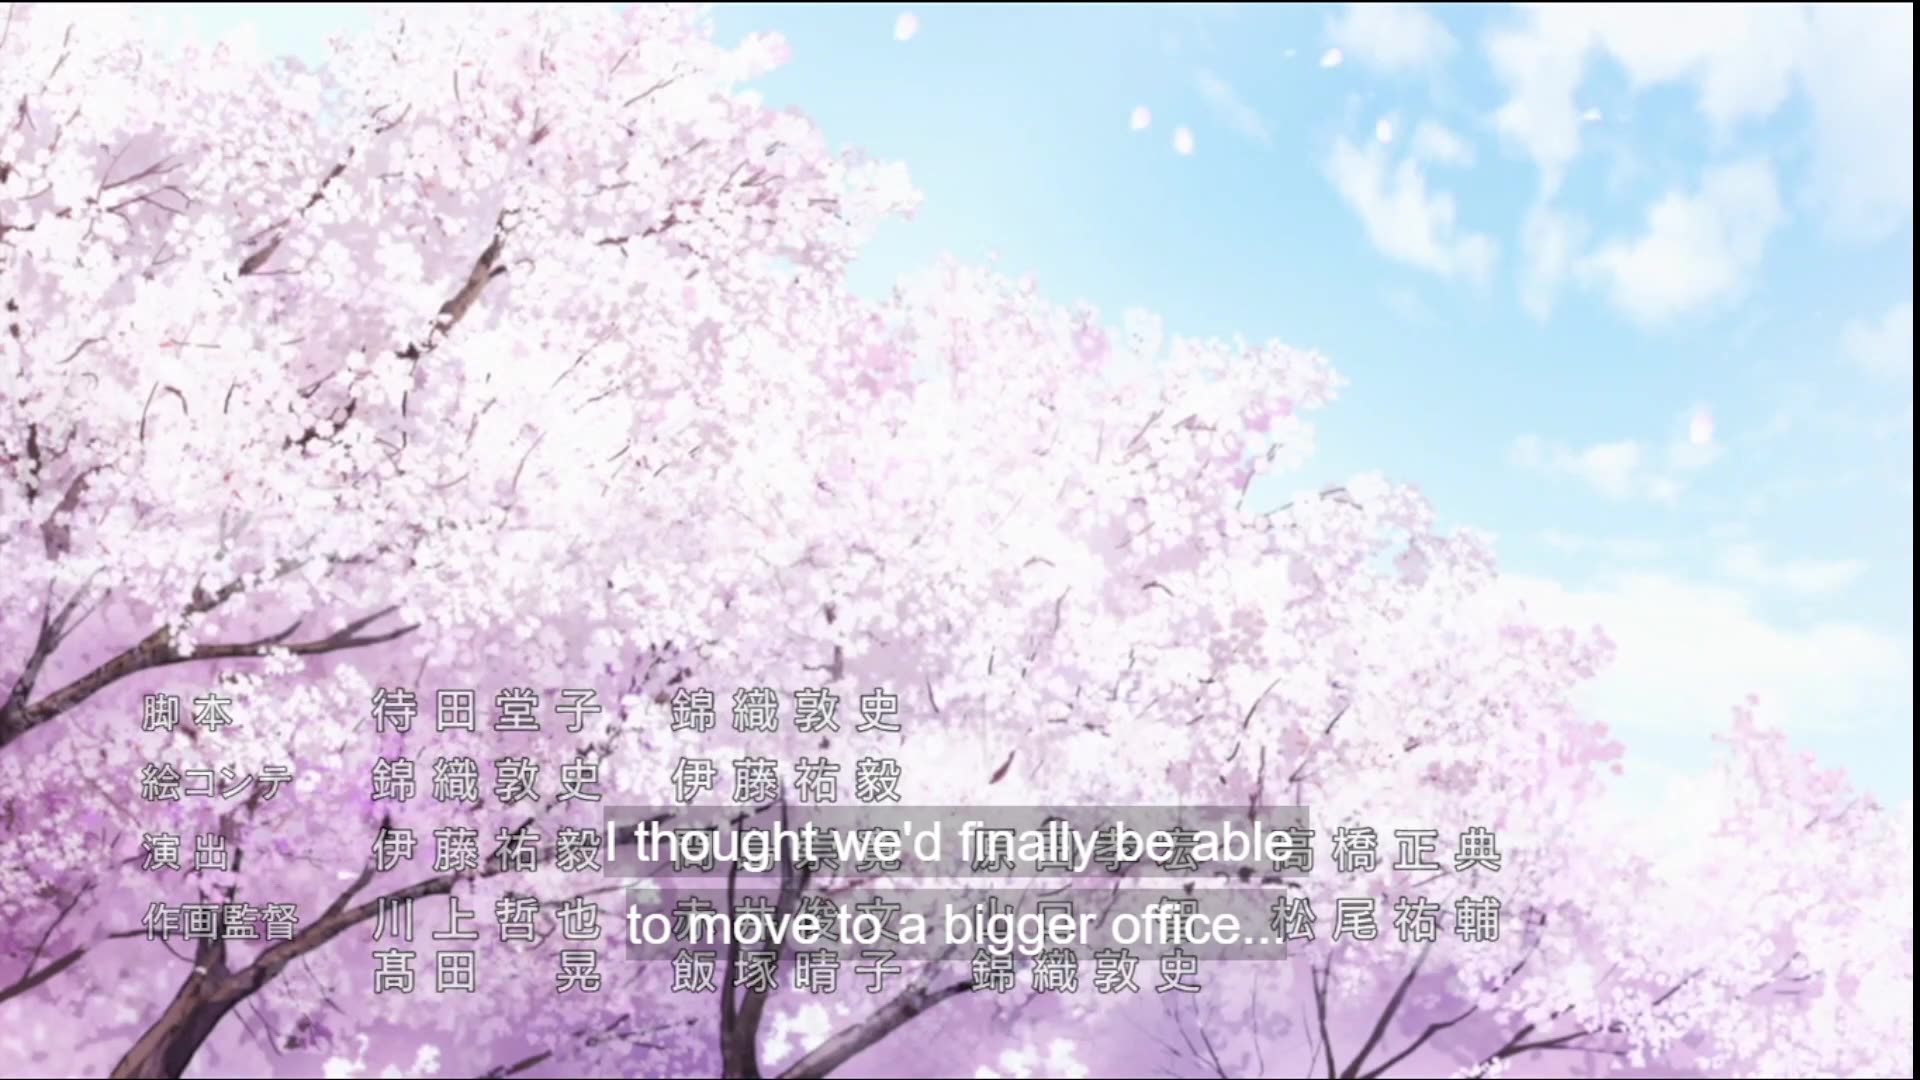 脚本 待田堂子 錦織敦史
絵コンテ 錦織敦史 伊藤祐毅
演出 伊藤祐毅 高橋正典
I thought we'd finally be able
作画監督 川上哲也 松尾祐輔
to move to a bigger office...
髙田 晃 飯塚晴子 錦織敦史